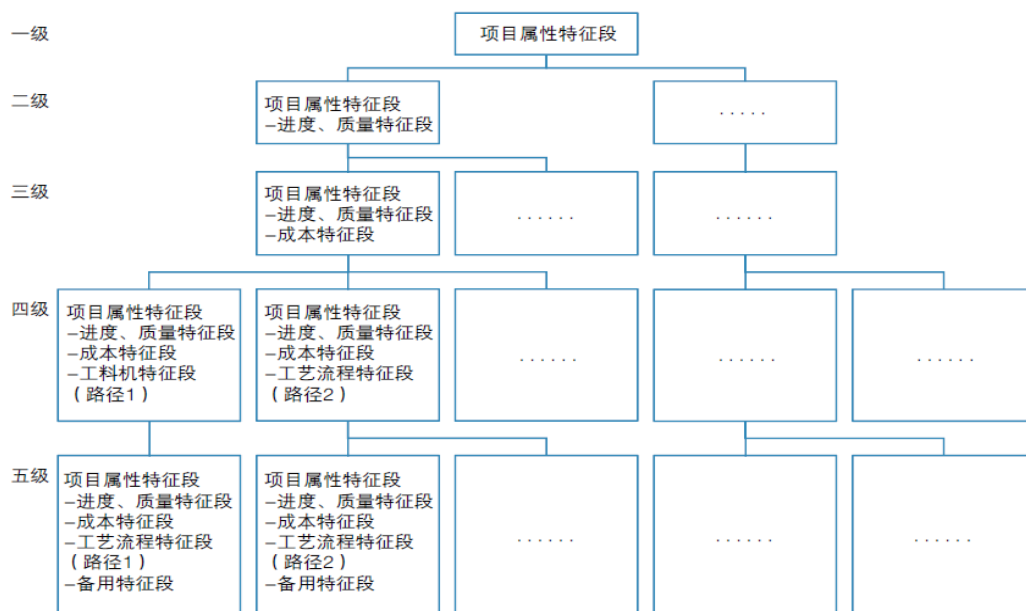 一级
项目属性特征段
二级
项目属性特征段
–进度、质量特征段
.....
三级
项目属性特征段
–进度、质量特征段
–成本特征段
......
......
四级
项目属性特征段
–进度、质量特征段
–成本特征段
–工料机特征段
（路径1）
项目属性特征段
–进度、质量特征段
–成本特征段
–工艺流程特征段
（路径2）
......
......
......
五级
项目属性特征段
–进度、质量特征段
–成本特征段
–工艺流程特征段
（路径1）
–备用特征段
项目属性特征段
–进度、质量特征段
–成本特征段
–工艺流程特征段
（路径2）
–备用特征段
......
......
......